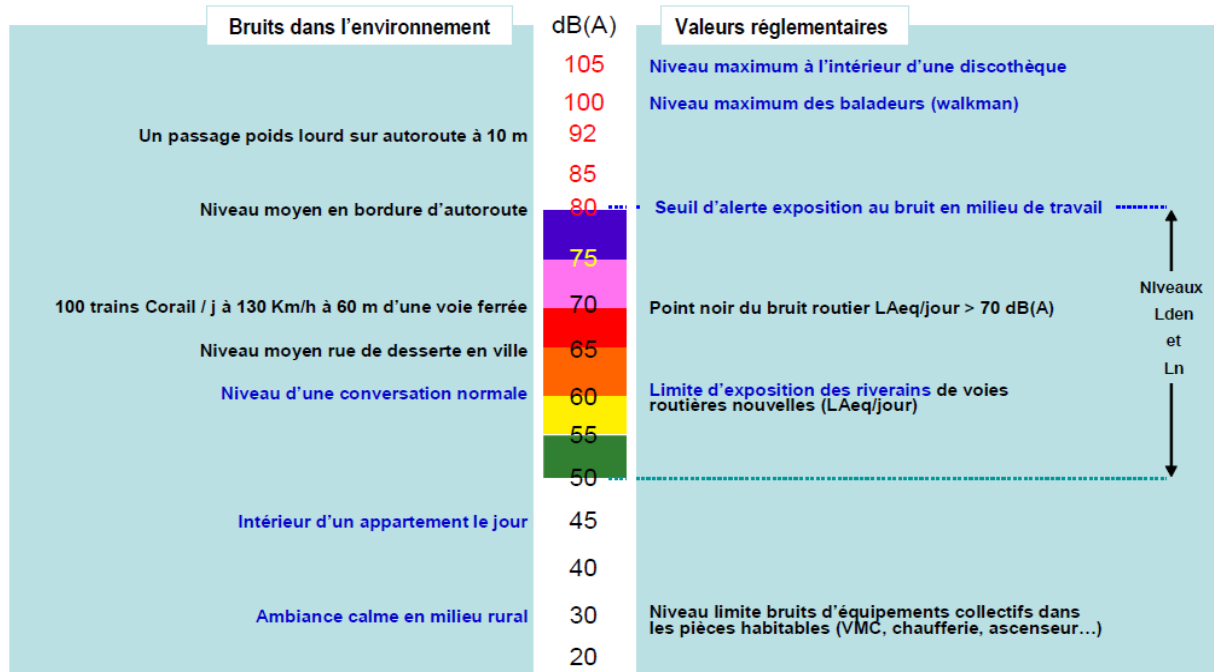 Bruits dans l'environnement dB(A) Valeurs réglementaires
105 Niveau maximum à l'intérieur d'une discothèque
100 Niveau maximum des baladeurs (walkman)
Un passage poids lourd sur autoroute à 10 m 92
85
Niveau moyen en bordure d'autoroute 80 Seuil d'alerte exposition au bruit en milieu de travail
75
Niveaux
100 trains Corail / j à 130 Km/h à 60 m d'une voie ferrée 70 Point noir du bruit routier LAeq/jour > 70 dB(A)
Lden
et
Niveau moyen rue de desserte en ville 65
Ln
Niveau d'une conversation normale 60 Limite d'exposition des riverains de voies
routières nouvelles (LAeq/jour)
55
50
Intérieur d'un appartement le jour 45
40
Ambiance calme en milieu rural 30 Niveau limite bruits d'équipements collectifs dans
les pièces habitables (VMC, chaufferie, ascenseur...)
20